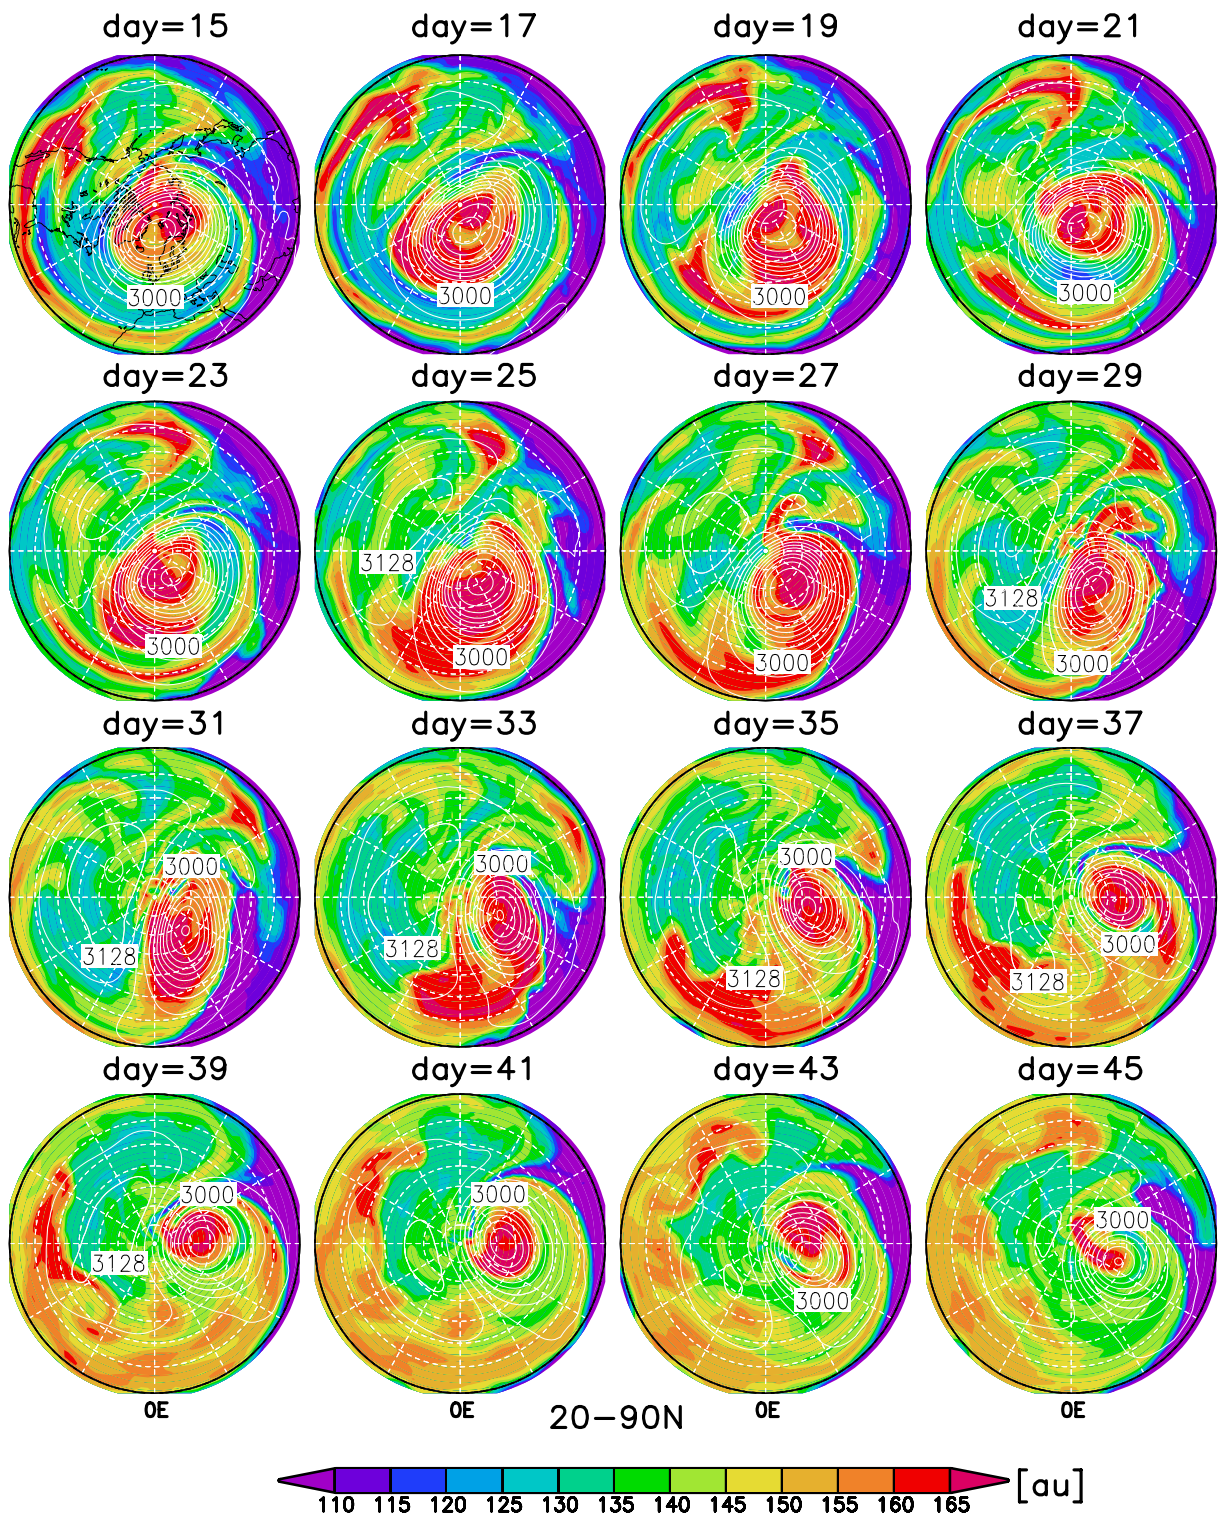 day=15 day=17 day=19 day=21
3000 3000 3000 3000
day=23 day=25 day=27 day=29
3128 3128
3000 3000 3000 3000
day=31 day=33 day=35 day=37
3000 3000 3000
3128 3128 3128 3000 3128
day=39 day=41 day=43 day=45
3000 3000 3000
3128 3000
0E 0E 0E 0E
20-90N
110 115 120 125 130 135 140 145 150 155 160 165 [au]